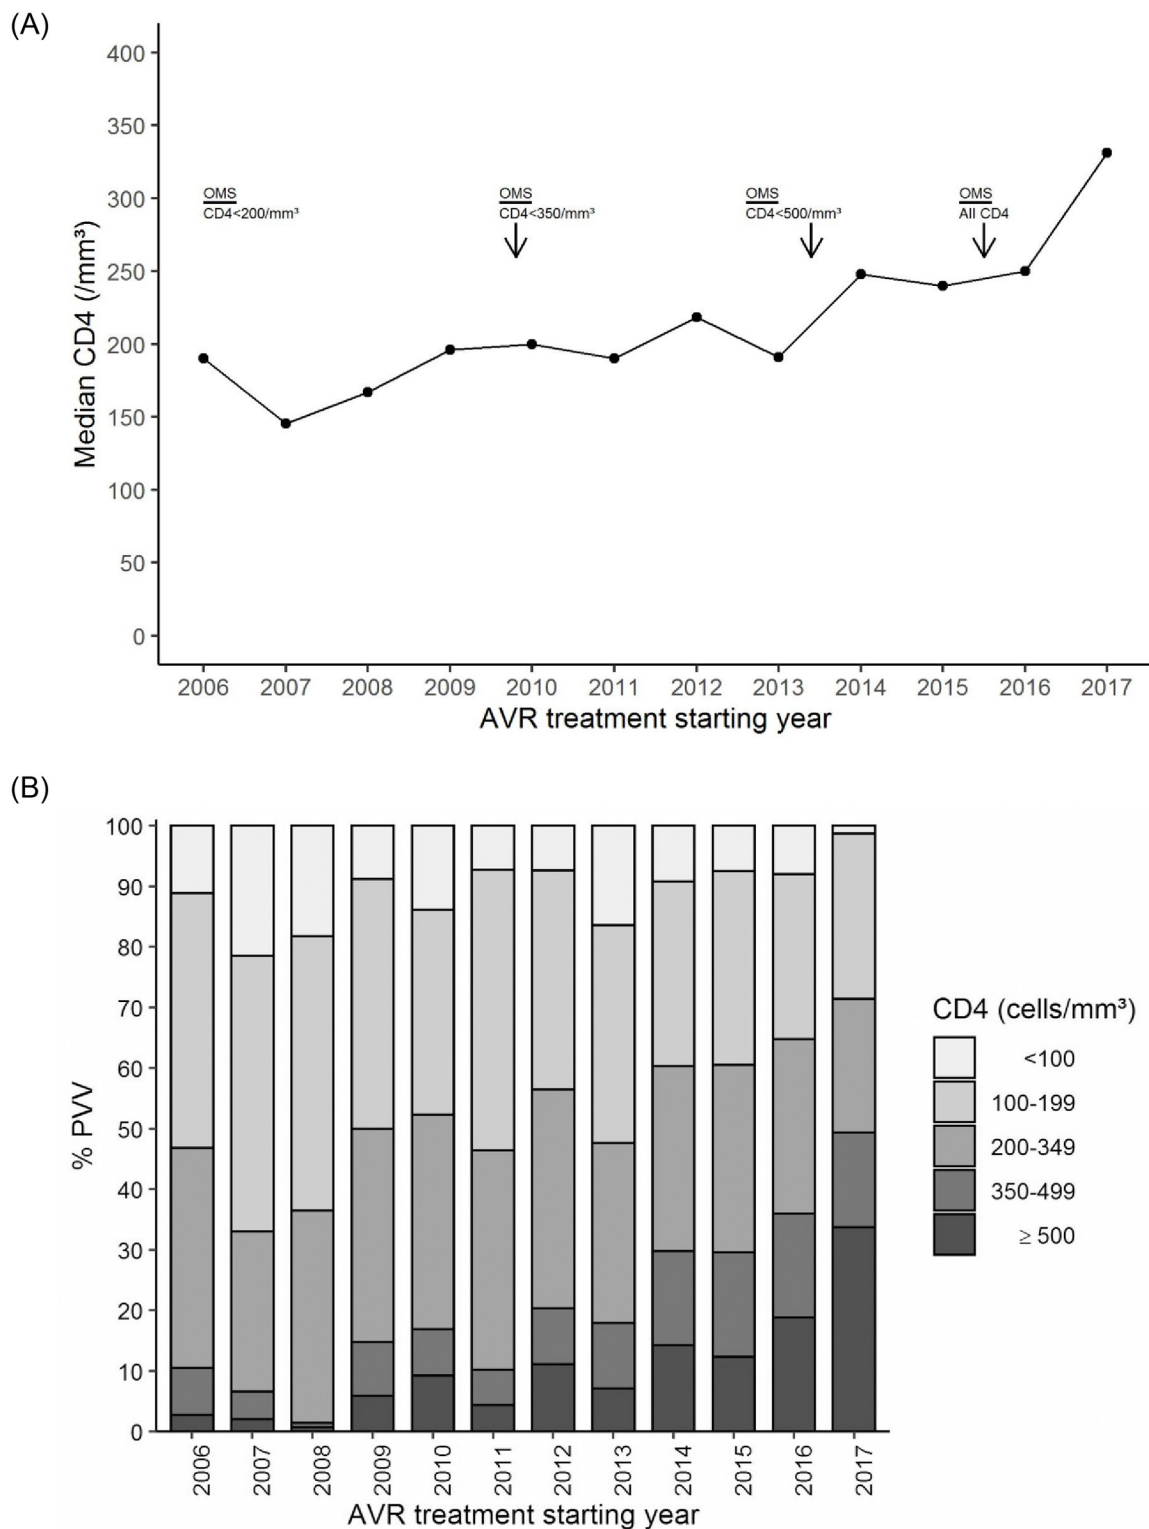 (A)
400
350
300
250
200
150
100
50
0
Median CD4 (/mm³)
OMS
CD4<200/mm³
OMS
CD4<350/mm³
OMS
CD4<500/mm³
OMS
All CD4
2006 2007 2008 2009 2010 2011 2012 2013 2014 2015 2016 2017
AVR treatment starting year
(B)
100
90
80
70
60
50
40
30
20
10
0
% PVV
2006 2007 2008 2009 2010 2011 2012 2013 2014 2015 2016 2017
AVR treatment starting year
CD4 (cells/mm³)
<100
100-199
200-349
350-499
≥ 500